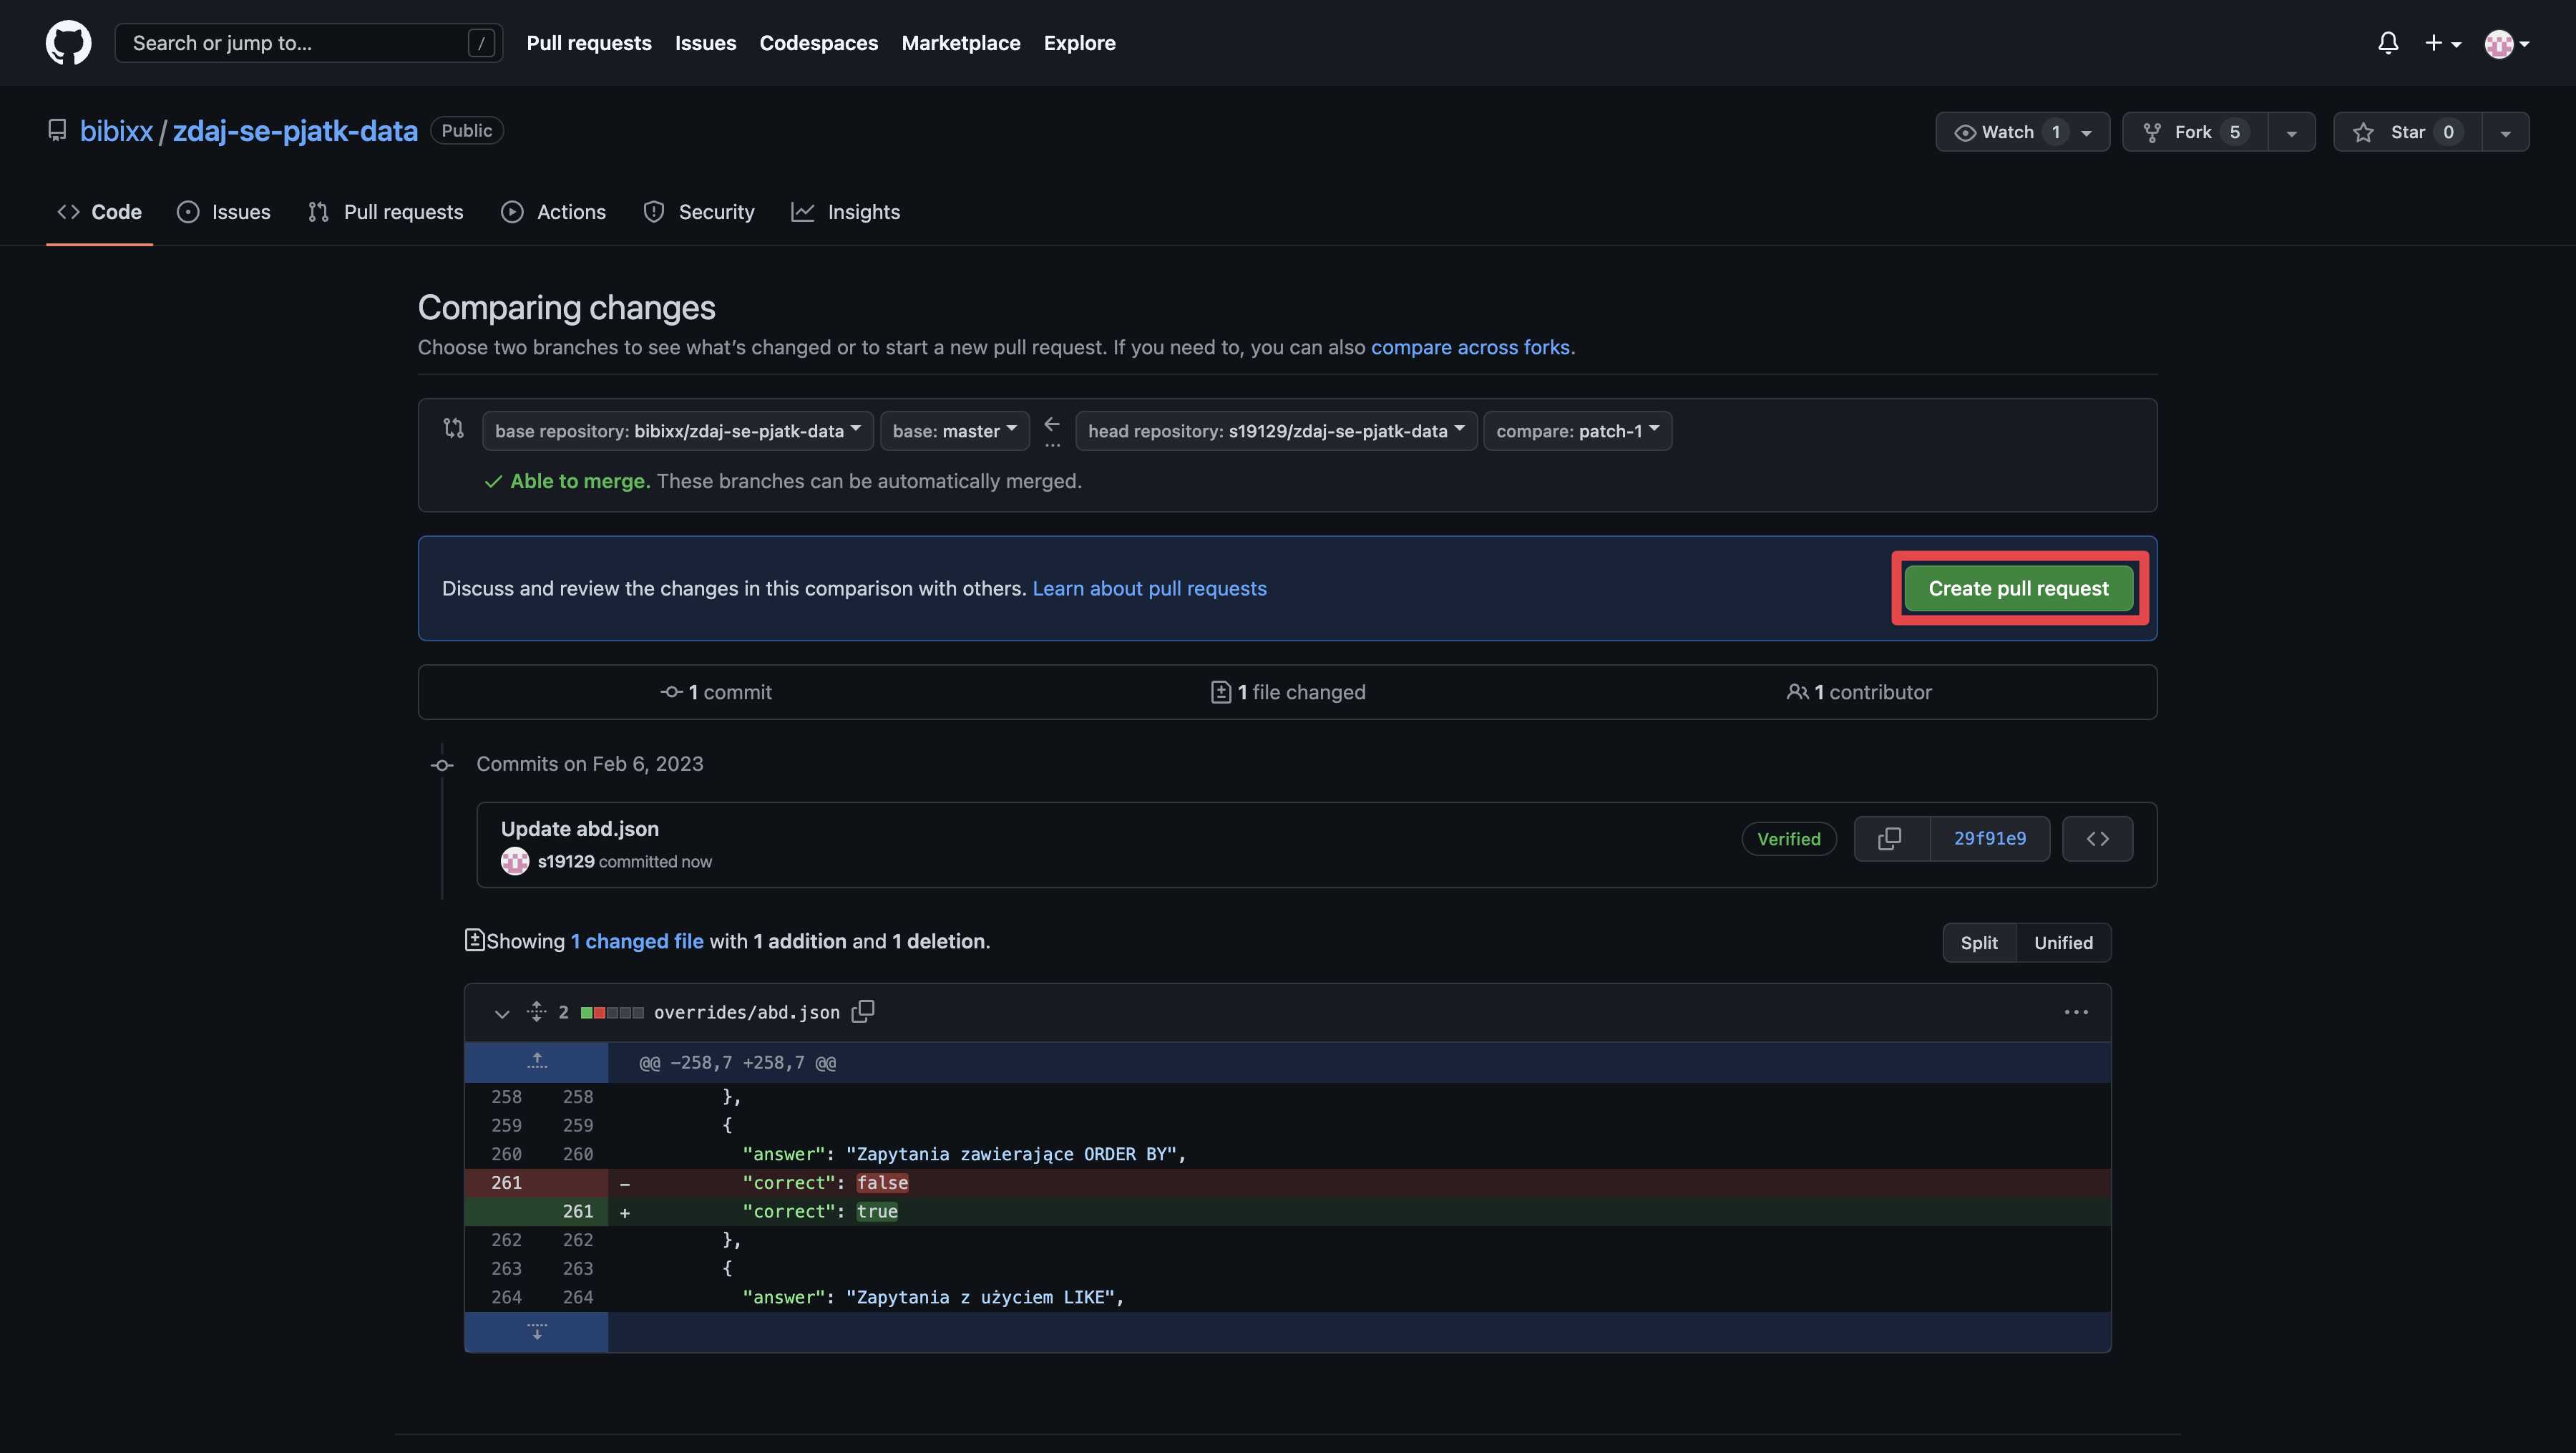 Search or jump to... /
Pull requests Issues Codespaces Marketplace Explore
bibixx / zdaj-se-pjatk-data Public
Watch 1 Fork 5 Star 0
Code Issues Pull requests Actions Security Insights
Comparing changes
Choose two branches to see what’s changed or to start a new pull request. If you need to, you can also compare across forks.
base repository: bibixx/zdaj-se-pjatk-data base: master ... head repository: s19129/zdaj-se-pjatk-data compare: patch-1
Able to merge. These branches can be automatically merged.
Discuss and review the changes in this comparison with others. Learn about pull requests
Create pull request
1 commit 1 file changed 1 contributor
Commits on Feb 6, 2023
Update abd.json
s19129 committed now
Verified 29f91e9
Showing 1 changed file with 1 addition and 1 deletion.
Split Unified
2 overrides/abd.json
@@ -258,7 +258,7 @@
258 258 },
259 259 {
260 260 "answer": "Zapytania zawierające ORDER BY",
261 - "correct": false
261 + "correct": true
262 262 },
263 263 {
264 264 "answer": "Zapytania z użyciem LIKE",